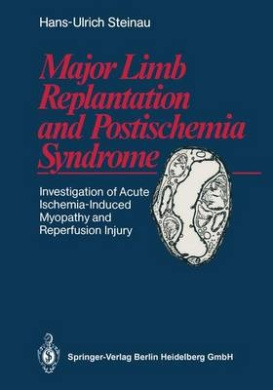 Hans-Ulrich Steinau
Major Limb
Replantation
and Postischemia
Syndrome
Investigation of Acute
Ischemia-Induced
Myopathy and
Reperfusion Injury
Springer-Verlag Berlin Heidelberg GmbH